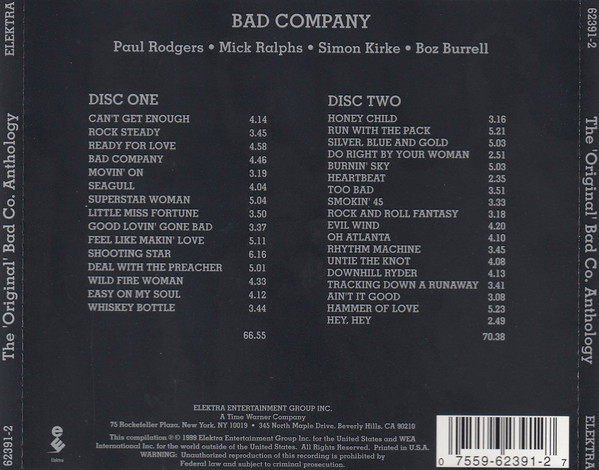 BAD COMPANY
Paul Rodgers • Mick Ralphs • Simon Kirke • Boz Burrell
DISC ONE
CAN'T GET ENOUGH 4.14
ROCK STEADY 3.45
READY FOR LOVE 4.58
BAD COMPANY 4.46
MOVIN' ON 3.19
SEAGULL 4.04
SUPERSTAR WOMAN 5.04
LITTLE MISS FORTUNE 3.50
GOOD LOVIN' GONE BAD 3.37
FEEL LIKE MAKIN' LOVE 5.11
SHOOTING STAR 6.16
DEAL WITH THE PREACHER 5.01
WILD FIRE WOMAN 4.33
EASY ON MY SOUL 4.12
WHISKEY BOTTLE 3.44
66.55
DISC TWO
HONEY CHILD 3.16
RUN WITH THE PACK 5.21
SILVER, BLUE AND GOLD 5.03
DO RIGHT BY YOUR WOMAN 2.51
BURNIN' SKY 5.03
HEARTBEAT 2.35
TOO BAD 3.51
SMOKIN' 45 3.33
ROCK AND ROLL FANTASY 3.18
EVIL WIND 4.20
OH ATLANTA 4.10
RHYTHM MACHINE 3.45
UNTIE THE KNOT 4.08
DOWNHILL RYDER 4.13
TRACKING DOWN A RUNAWAY 3.41
AIN'T IT GOOD 3.08
HAMMER OF LOVE 5.23
HEY, HEY 2.49
70.38
ELEKTRA ENTERTAINMENT GROUP INC.
A Time Warner Company
75 Rockefeller Plaza, New York, NY 10019 • 345 North Maple Drive, Beverly Hills, CA 90210
This compilation ℗ © 1999 Elektra Entertainment Group Inc. for the United States and WEA
International Inc. for the world outside of the United States. All Rights Reserved. Printed in U.S.A.
WARNING: Unauthorized reproduction of this recording is prohibited by
Federal law and subject to criminal prosecution.
0 7559-62391-2 7
ELEKTRA
The 'Original' Bad Co. Anthology
62391-2
62391-2
The 'Original' Bad Co. Anthology
ELEKTRA